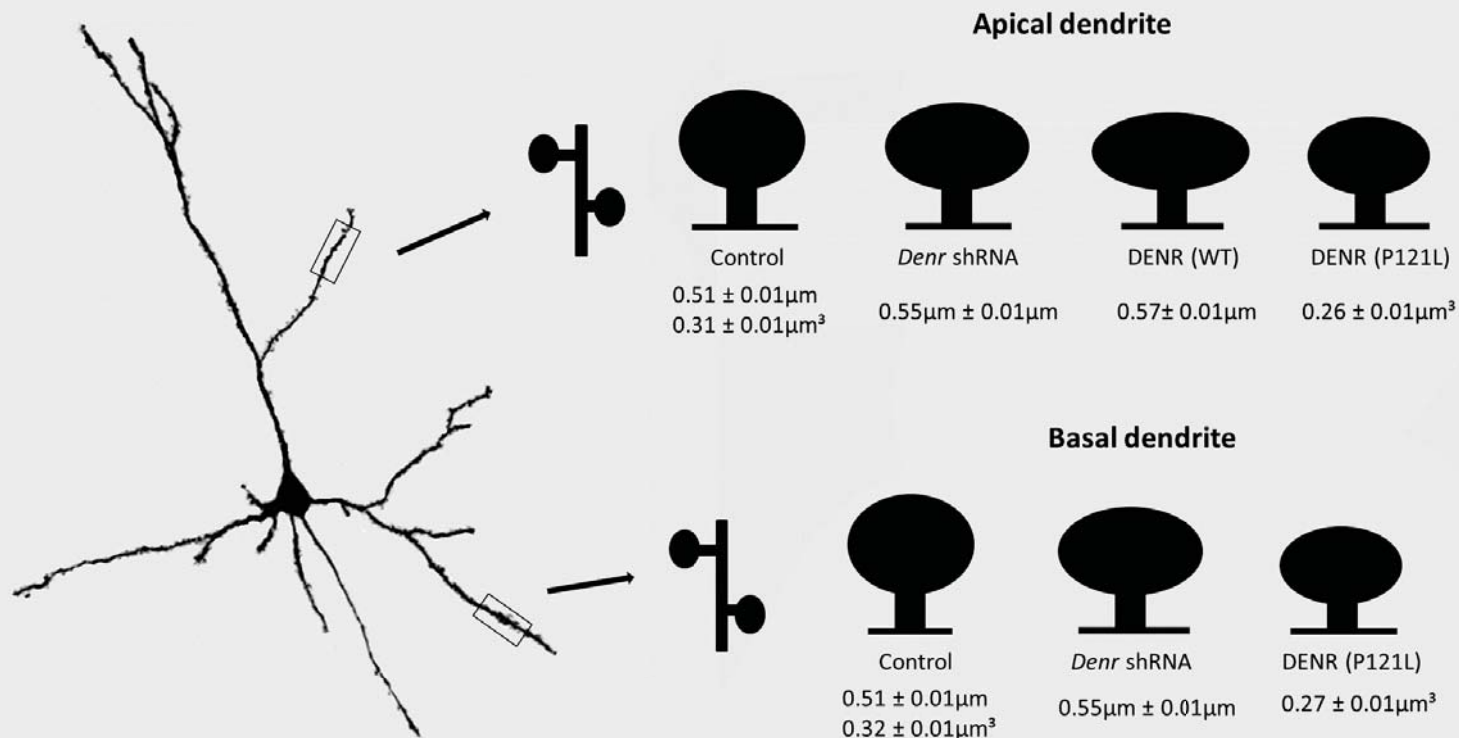 Apical dendrite
Control
Denr shRNA
DENR (WT)
DENR (P121L)
0.51 ± 0.01µm
0.31 ± 0.01µm³
0.55µm ± 0.01µm
0.57± 0.01µm
0.26 ± 0.01µm³
Basal dendrite
Control
Denr shRNA
DENR (P121L)
0.51 ± 0.01µm
0.32 ± 0.01µm³
0.55µm ± 0.01µm
0.27 ± 0.01µm³